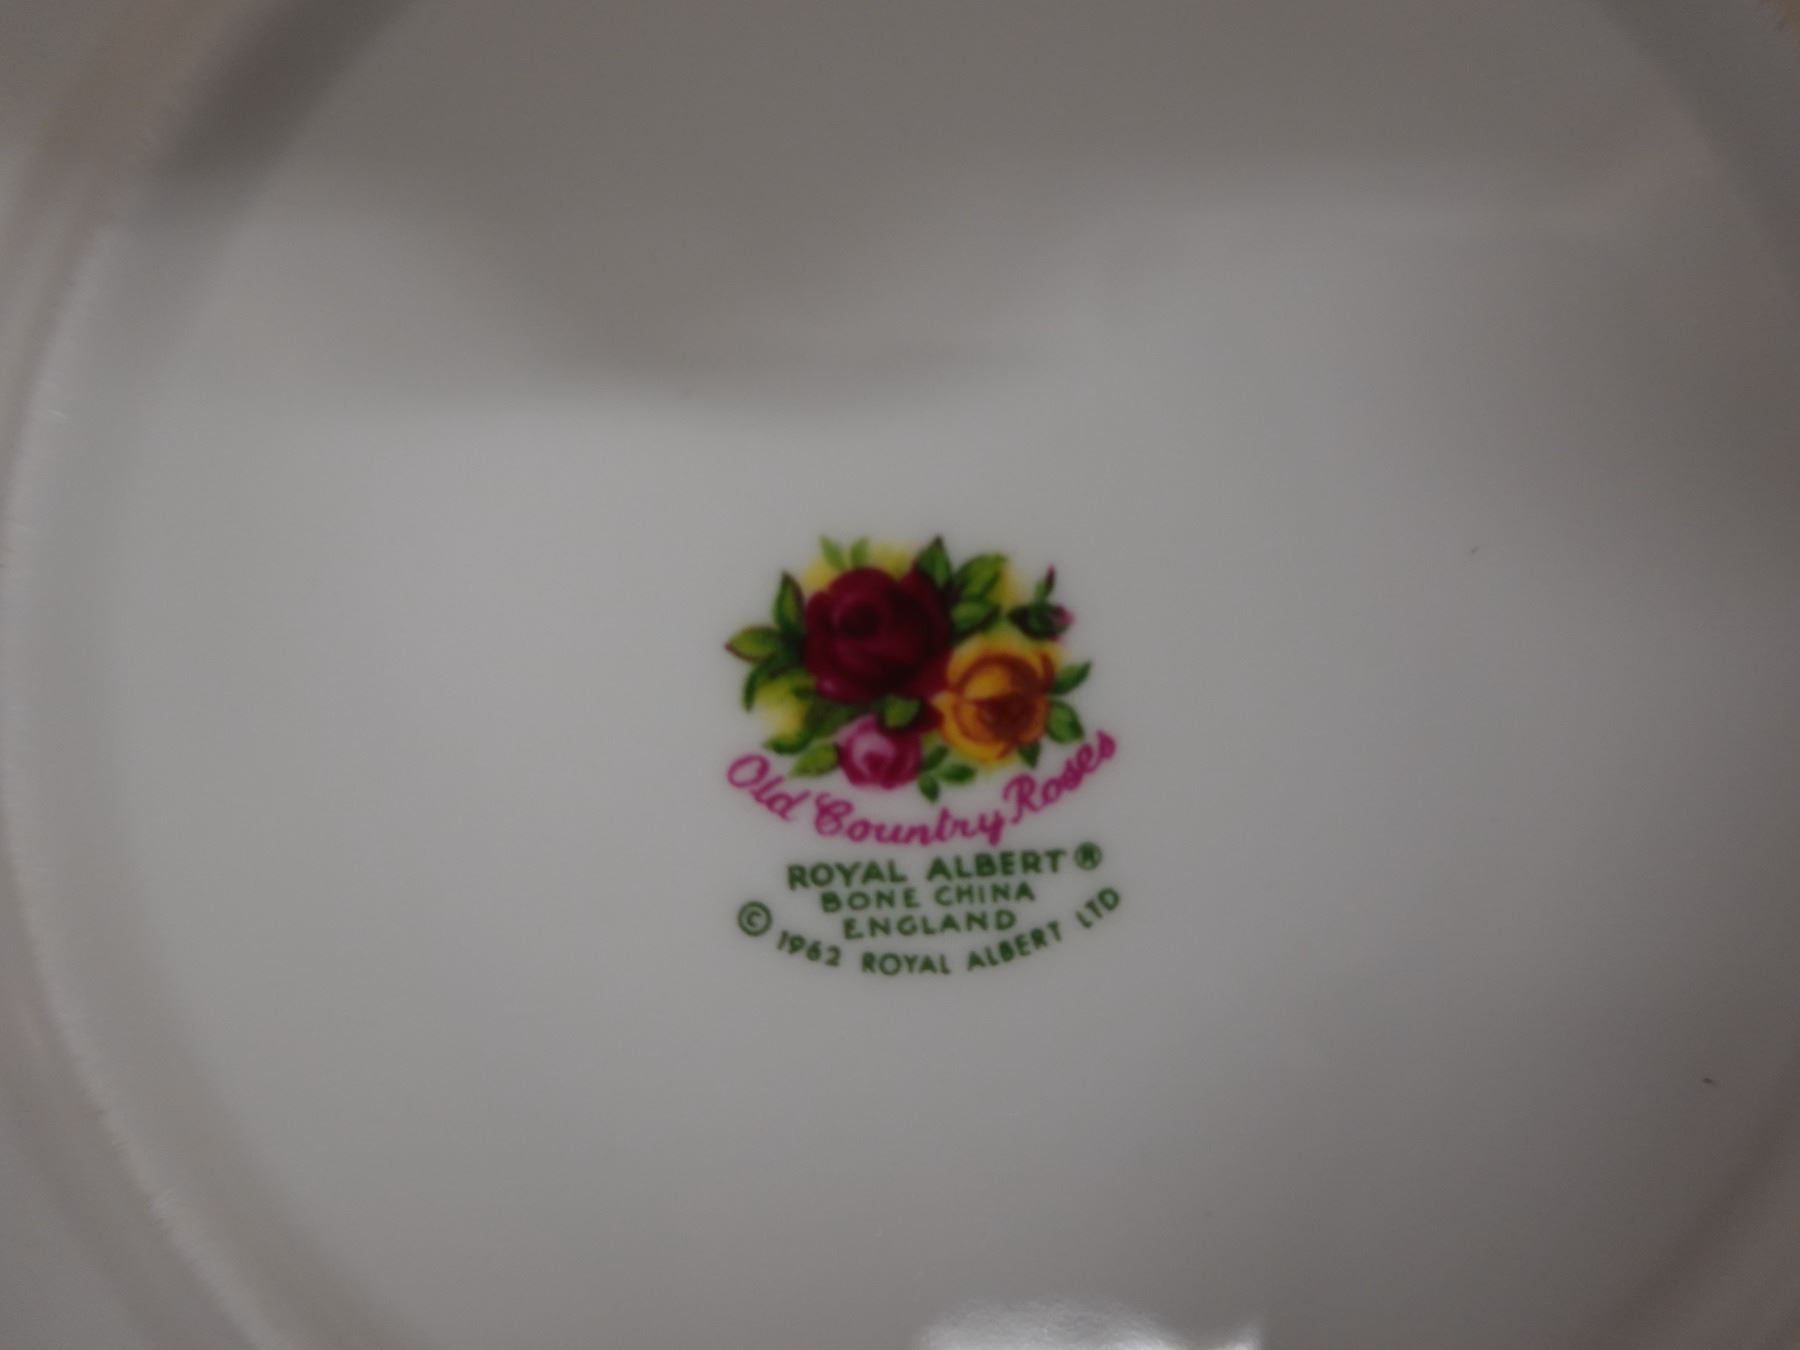 Old Country Roses
ROYAL ALBERT®
BONE CHINA
ENGLAND
© 1962 ROYAL ALBERT LTD